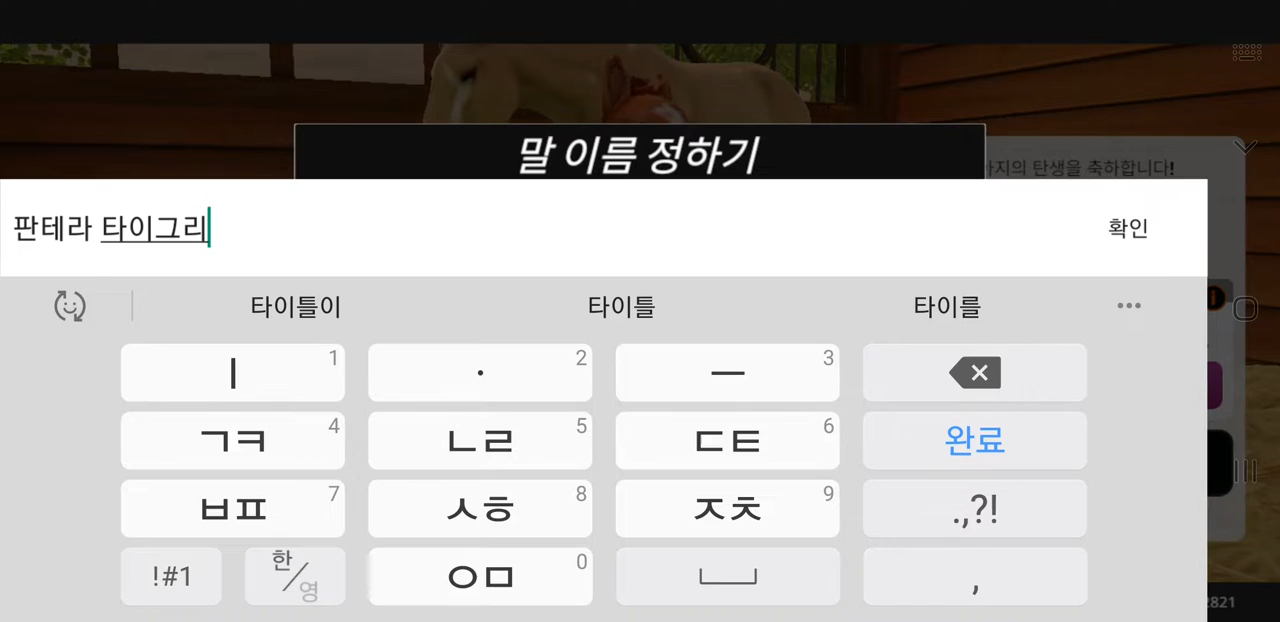 말 이름 정하기
지의 탄생을 축하합니다!
판테라 타이그리
확인
타이틀이 타이틀 타이를 •••
ㅣ 1 · 2 ㅡ 3
ㄱㅋ 4 ㄴㄹ 5 ㄷㅌ 6 완료
ㅂㅍ 7 ㅅㅎ 8 ㅈㅊ 9 .,?!
!#1 한/영 ㅇㅁ 0 ,
2821